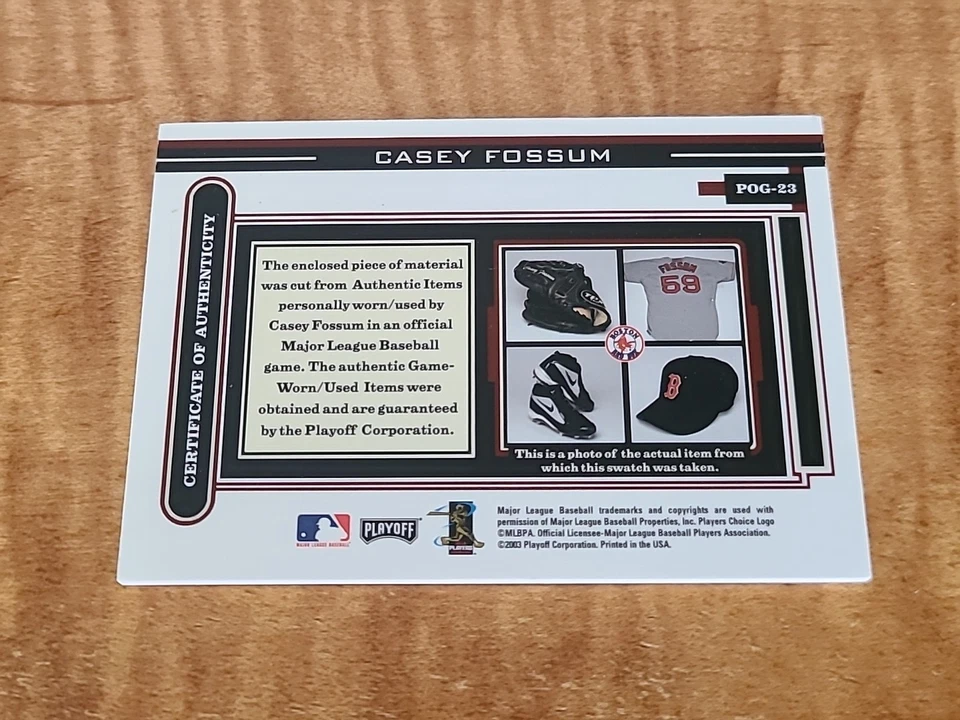 CASEY FOSSUM
POG-23
CERTIFICATE OF AUTHENTICITY
The enclosed piece of material
was cut from Authentic Items
personally worn/used by
Casey Fossum in an official
Major League Baseball
game. The authentic Game-
Worn/Used Items were
obtained and are guaranteed
by the Playoff Corporation.
FOSSUM
59
BOSTON
B
This is a photo of the actual item from
which this swatch was taken.
MAJOR LEAGUE BASEBALL
PLAYOFF
PLAYERS
Major League Baseball trademarks and copyrights are used with
permission of Major League Baseball Properties, Inc. Players Choice Logo
©MLBPA. Official Licensee-Major League Baseball Players Association.
©2003 Playoff Corporation. Printed in the USA.